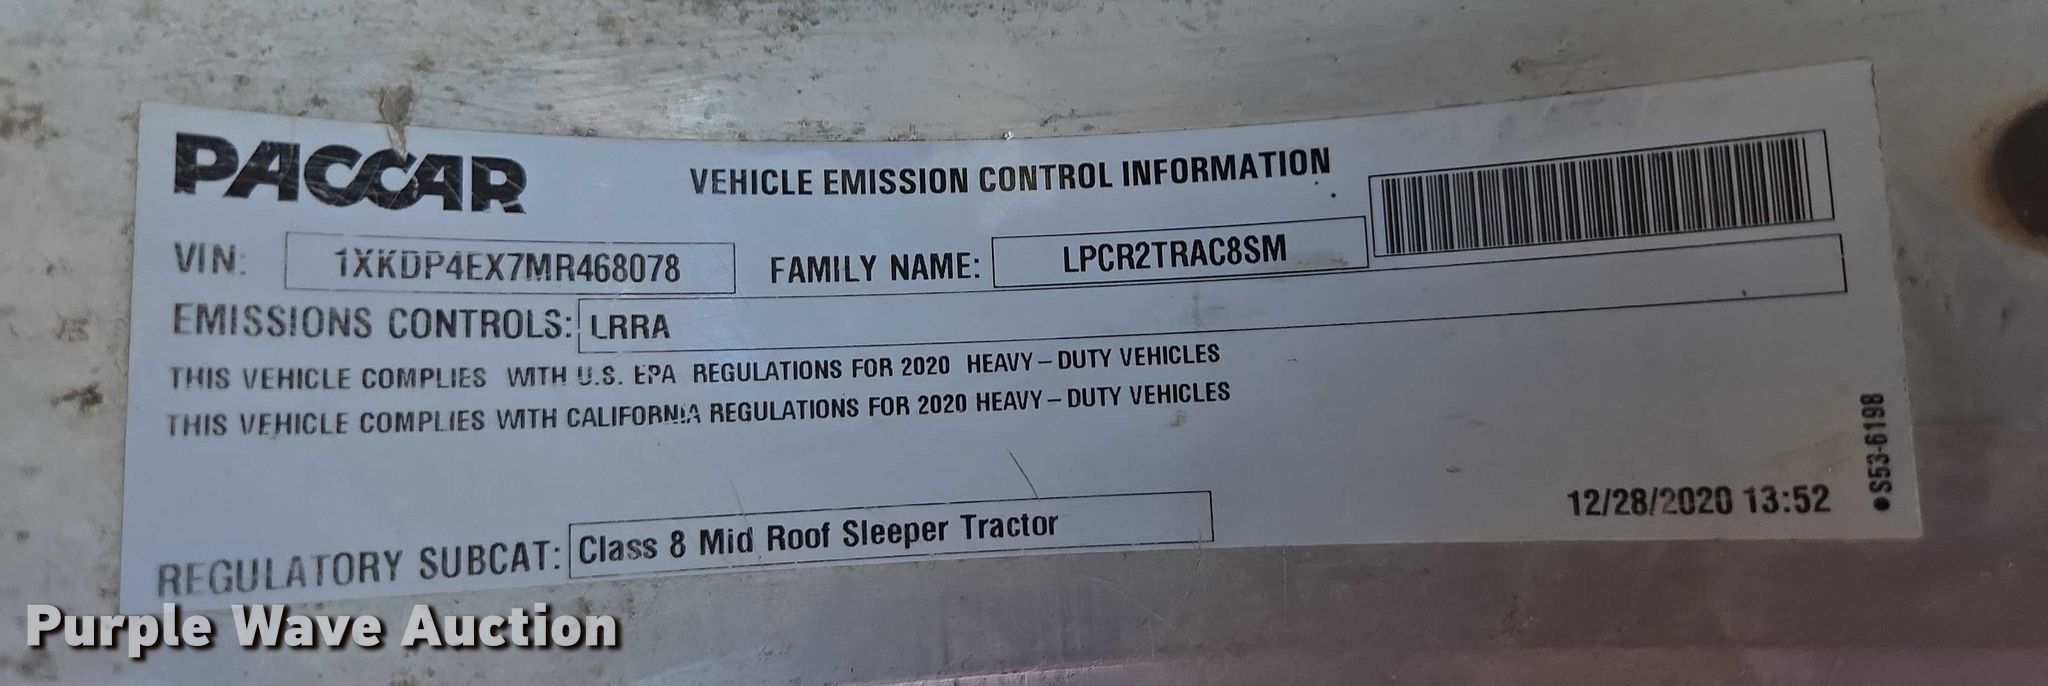 PACCAR
VEHICLE EMISSION CONTROL INFORMATION
VIN: 1XKDP4EX7MR468078 FAMILY NAME: LPCR2TRAC8SM
EMISSIONS CONTROLS: LRRA
THIS VEHICLE COMPLIES WITH U.S. EPA REGULATIONS FOR 2020 HEAVY-DUTY VEHICLES
THIS VEHICLE COMPLIES WITH CALIFORNIA REGULATIONS FOR 2020 HEAVY-DUTY VEHICLES
12/28/2020 13:52
●S53-6198
REGULATORY SUBCAT: Class 8 Mid Roof Sleeper Tractor
Purple Wave Auction